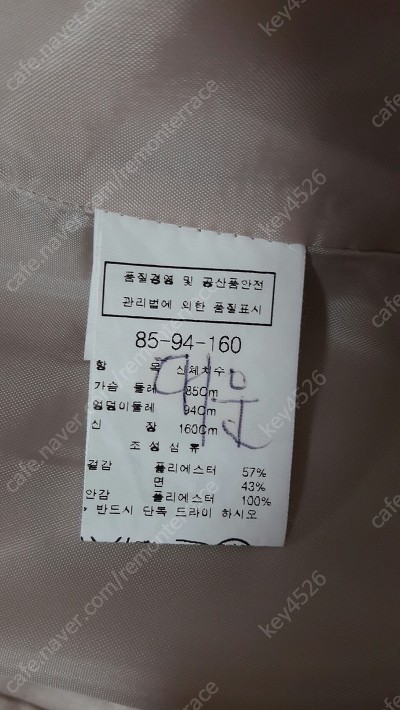 품질경영 및 공산품안전
관리법에 의한 품질표시
85-94-160
항 목 신체치수
가슴 둘레 85Cm
엉덩이둘레 94Cm
신 장 160Cm
조성섬유
겉감 폴리에스터 57%
면 43%
안감 폴리에스터 100%
반드시 단독 드라이 하시오
cafe.naver.com/remonterrace
key4526